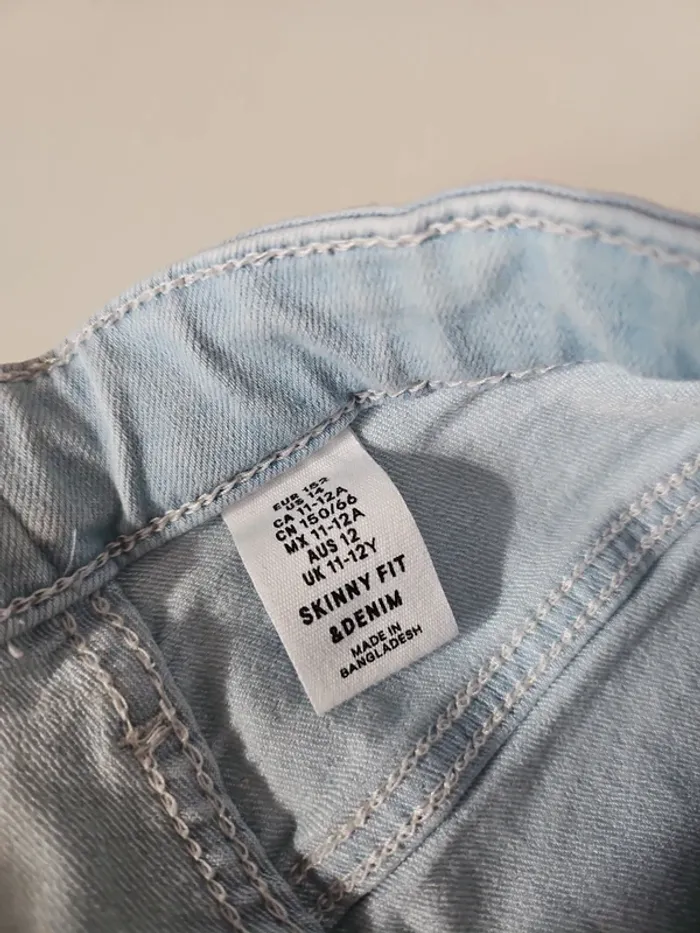 EUR 152
US 14
CA 11-12A
CN 150/66
MX 11-12A
AUS 12
UK 11-12Y
SKINNY FIT
&DENIM
MADE IN
BANGLADESH